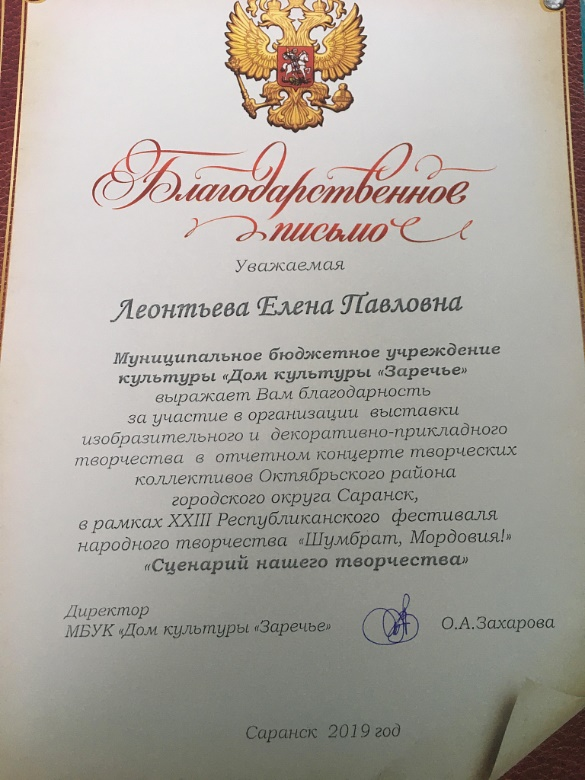 Благодарственное
письмо
Уважаемая
Леонтьева Елена Павловна
Муниципальное бюджетное учреждение
культуры «Дом культуры «Заречье»
выражает Вам благодарность
за участие в организации выставки
изобразительного и декоративно-прикладного
творчества в отчетном концерте творческих
коллективов Октябрьского района
городского округа Саранск,
в рамках XXIII Республиканского фестиваля
народного творчества «Шумбрат, Мордовия!»
«Сценарий нашего творчества»
Директор
МБУК «Дом культуры «Заречье» О.А.Захарова
Саранск 2019 год